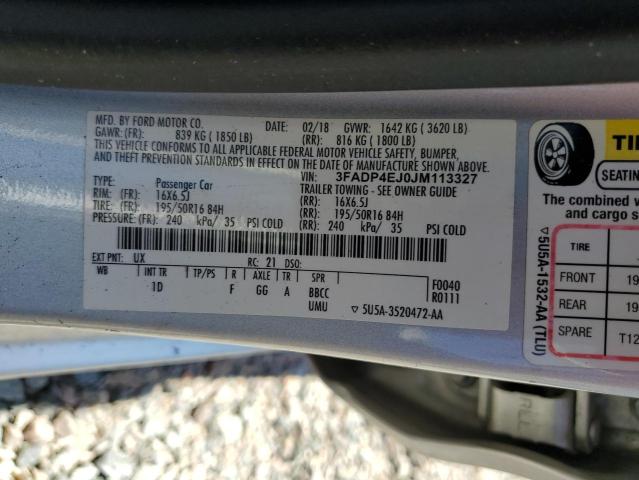 MFD. BY FORD MOTOR CO.
DATE: 02/18 GVWR: 1642 KG ( 3620 LB)
GAWR: (FR): 839 KG ( 1850 LB) (RR): 816 KG ( 1800 LB)
THIS VEHICLE CONFORMS TO ALL APPLICABLE FEDERAL MOTOR VEHICLE SAFETY, BUMPER,
AND THEFT PREVENTION STANDARDS IN EFFECT ON THE DATE OF MANUFACTURE SHOWN ABOVE.
VIN: 3FADP4EJ0JM113327
TYPE: Passenger Car TRAILER TOWING - SEE OWNER GUIDE
RIM: (FR): 16X6.5J (RR): 16X6.5J
TIRE: (FR): 195/50R16 84H (RR): 195/50R16 84H
PRESSURE: (FR): 240 kPa/ 35 PSI COLD (RR): 240 kPa/ 35 PSI COLD
EXT PNT: UX RC: 21 DSO:
WB INT TR TP/PS R AXLE TR SPR F0040
1D F GG A BBCC R0111
UMU ▽ 5U5A-3520472-AA
▽ 5U5A-1532-AA (TLU)
TI
SEATING
The combined
and cargo s
TIRE
FRONT 19
REAR 19
SPARE T12